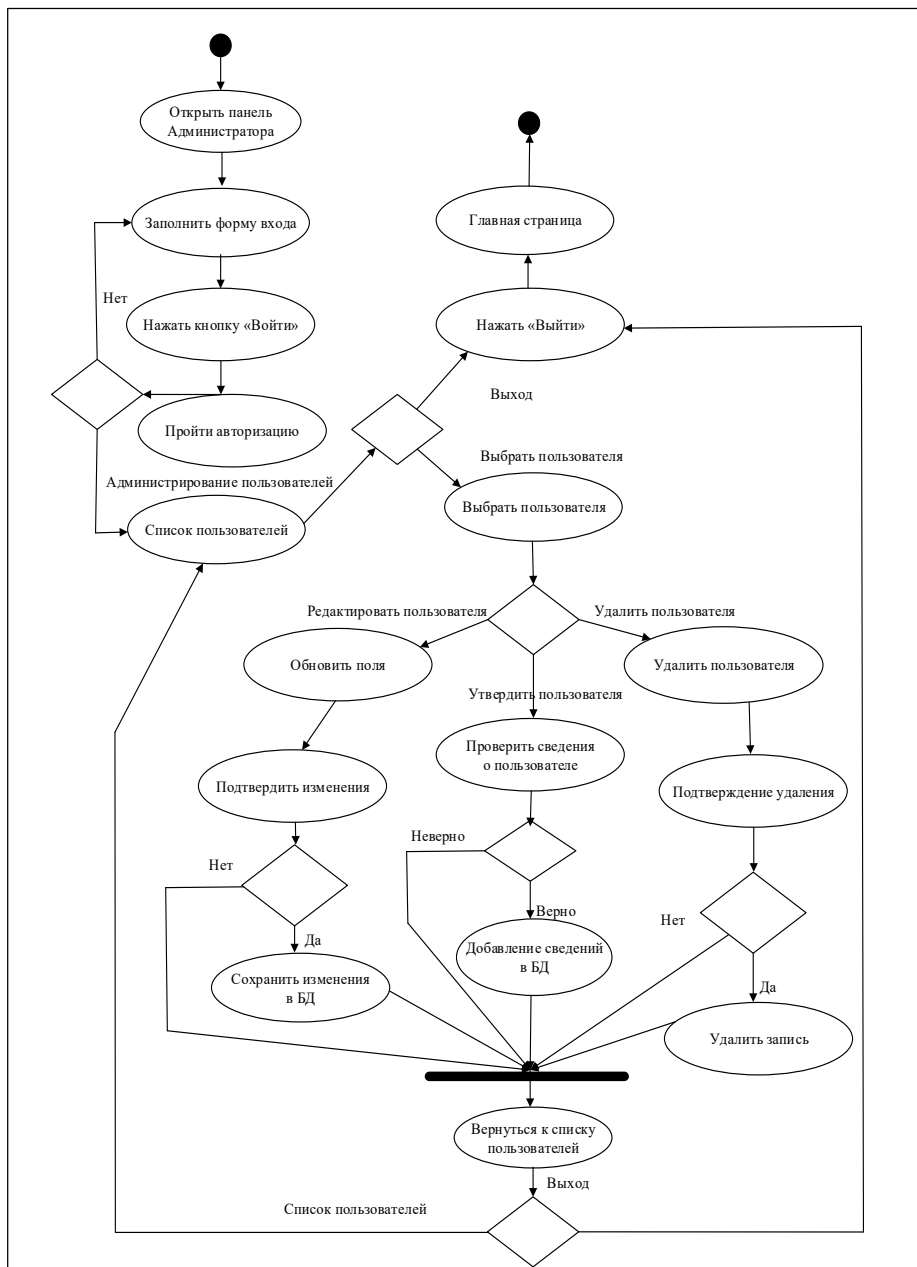 Открыть панель
Администратора
Главная страница
Заполнить форму входа
Нет
Нажать кнопку «Войти»
Нажать «Выйти»
Выход
Пройти авторизацию
Выбрать пользователя
Администрирование пользователей
Список пользователей
Выбрать пользователя
Редактировать пользователя
Удалить пользователя
Обновить поля
Удалить пользователя
Утвердить пользователя
Проверить сведения
о пользователе
Подтвердить изменения
Подтверждение удаления
Неверно
Нет
Верно
Нет
Да
Добавление сведений
в БД
Сохранить изменения
в БД
Да
Удалить запись
Вернуться к списку
пользователей
Выход
Список пользователей